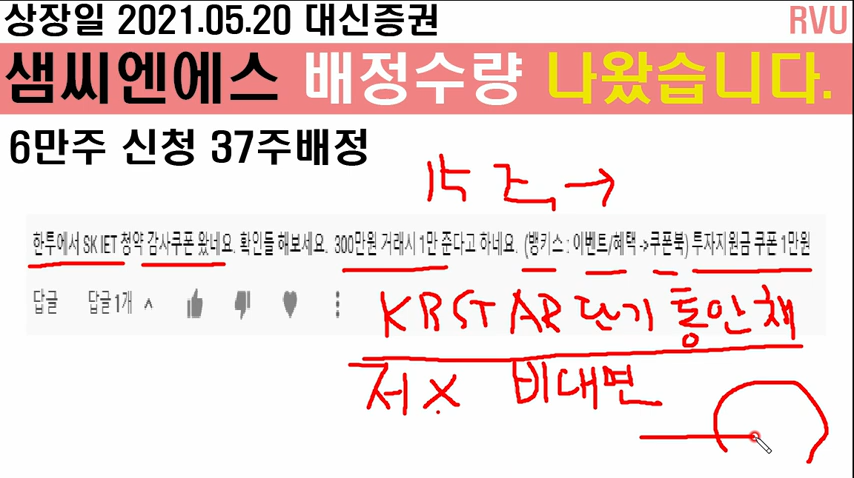 상장일 2021.05.20 대신증권
RVU
샘씨엔에스 배정수량 나왔습니다.
6만주 신청 37주배정
15조 →
한투에서 SK IET 청약 감사쿠폰 왔네요. 확인들 해보세요. 300만원 거래시 1만 준다고 하네요. (뱅키스 : 이벤트/혜택 ->쿠폰북) 투자지원금 쿠폰 1만원
답글 답글 1개
KBSTAR 단기 통안채
저 X 비대면